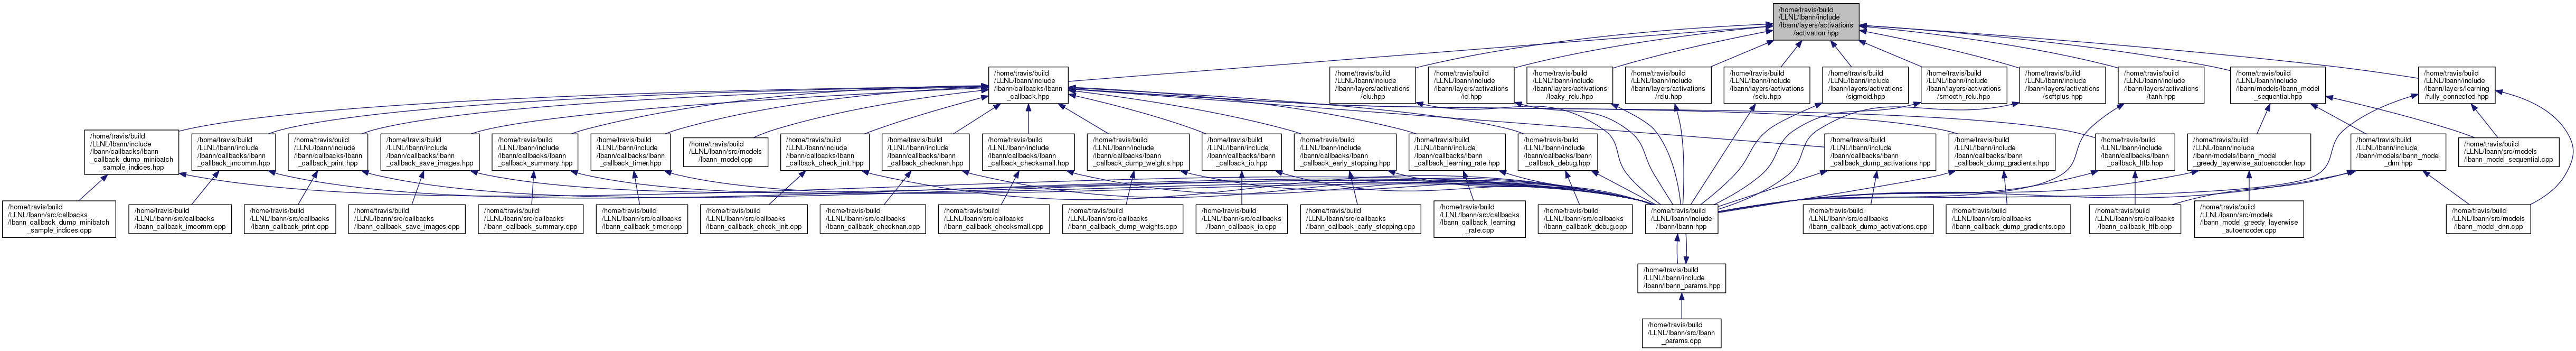 /home/travis/build
/LLNL/lbann/include
/lbann/layers/activations
/activation.hpp
/home/travis/build
/LLNL/lbann/include
/lbann/callbacks/lbann
_callback.hpp
/home/travis/build
/LLNL/lbann/include
/lbann/layers/activations
/elu.hpp
/home/travis/build
/LLNL/lbann/include
/lbann/layers/activations
/id.hpp
/home/travis/build
/LLNL/lbann/include
/lbann/layers/activations
/leaky_relu.hpp
/home/travis/build
/LLNL/lbann/include
/lbann/layers/activations
/relu.hpp
/home/travis/build
/LLNL/lbann/include
/lbann/layers/activations
/selu.hpp
/home/travis/build
/LLNL/lbann/include
/lbann/layers/activations
/sigmoid.hpp
/home/travis/build
/LLNL/lbann/include
/lbann/layers/activations
/smooth_relu.hpp
/home/travis/build
/LLNL/lbann/include
/lbann/layers/activations
/softplus.hpp
/home/travis/build
/LLNL/lbann/include
/lbann/layers/activations
/tanh.hpp
/home/travis/build
/LLNL/lbann/include
/lbann/models/lbann_model
_sequential.hpp
/home/travis/build
/LLNL/lbann/include
/lbann/layers/learning
/fully_connected.hpp
/home/travis/build
/LLNL/lbann/include
/lbann/callbacks/lbann
_callback_dump_minibatch
_sample_indices.hpp
/home/travis/build
/LLNL/lbann/include
/lbann/callbacks/lbann
_callback_imcomm.hpp
/home/travis/build
/LLNL/lbann/include
/lbann/callbacks/lbann
_callback_print.hpp
/home/travis/build
/LLNL/lbann/include
/lbann/callbacks/lbann
_callback_save_images.hpp
/home/travis/build
/LLNL/lbann/include
/lbann/callbacks/lbann
_callback_summary.hpp
/home/travis/build
/LLNL/lbann/include
/lbann/callbacks/lbann
_callback_timer.hpp
/home/travis/build
/LLNL/lbann/src/models
/lbann_model.cpp
/home/travis/build
/LLNL/lbann/include
/lbann/callbacks/lbann
_callback_check_init.hpp
/home/travis/build
/LLNL/lbann/include
/lbann/callbacks/lbann
_callback_checknan.hpp
/home/travis/build
/LLNL/lbann/include
/lbann/callbacks/lbann
_callback_checksmall.hpp
/home/travis/build
/LLNL/lbann/include
/lbann/callbacks/lbann
_callback_dump_weights.hpp
/home/travis/build
/LLNL/lbann/include
/lbann/callbacks/lbann
_callback_io.hpp
/home/travis/build
/LLNL/lbann/include
/lbann/callbacks/lbann
_callback_early_stopping.hpp
/home/travis/build
/LLNL/lbann/include
/lbann/callbacks/lbann
_callback_learning_rate.hpp
/home/travis/build
/LLNL/lbann/include
/lbann/callbacks/lbann
_callback_debug.hpp
/home/travis/build
/LLNL/lbann/include
/lbann/callbacks/lbann
_callback_dump_activations.hpp
/home/travis/build
/LLNL/lbann/include
/lbann/callbacks/lbann
_callback_dump_gradients.hpp
/home/travis/build
/LLNL/lbann/include
/lbann/callbacks/lbann
_callback_ltfb.hpp
/home/travis/build
/LLNL/lbann/include
/lbann/models/lbann_model
_greedy_layerwise_autoencoder.hpp
/home/travis/build
/LLNL/lbann/include
/lbann/models/lbann_model
_dnn.hpp
/home/travis/build
/LLNL/lbann/src/models
/lbann_model_sequential.cpp
/home/travis/build
/LLNL/lbann/src/callbacks
/lbann_callback_dump_minibatch
_sample_indices.cpp
/home/travis/build
/LLNL/lbann/src/callbacks
/lbann_callback_imcomm.cpp
/home/travis/build
/LLNL/lbann/src/callbacks
/lbann_callback_print.cpp
/home/travis/build
/LLNL/lbann/src/callbacks
/lbann_callback_save_images.cpp
/home/travis/build
/LLNL/lbann/src/callbacks
/lbann_callback_summary.cpp
/home/travis/build
/LLNL/lbann/src/callbacks
/lbann_callback_timer.cpp
/home/travis/build
/LLNL/lbann/src/callbacks
/lbann_callback_check_init.cpp
/home/travis/build
/LLNL/lbann/src/callbacks
/lbann_callback_checknan.cpp
/home/travis/build
/LLNL/lbann/src/callbacks
/lbann_callback_checksmall.cpp
/home/travis/build
/LLNL/lbann/src/callbacks
/lbann_callback_dump_weights.cpp
/home/travis/build
/LLNL/lbann/src/callbacks
/lbann_callback_io.cpp
/home/travis/build
/LLNL/lbann/src/callbacks
/lbann_callback_early_stopping.cpp
/home/travis/build
/LLNL/lbann/src/callbacks
/lbann_callback_learning
_rate.cpp
/home/travis/build
/LLNL/lbann/src/callbacks
/lbann_callback_debug.cpp
/home/travis/build
/LLNL/lbann/include
/lbann/lbann.hpp
/home/travis/build
/LLNL/lbann/src/callbacks
/lbann_callback_dump_activations.cpp
/home/travis/build
/LLNL/lbann/src/callbacks
/lbann_callback_dump_gradients.cpp
/home/travis/build
/LLNL/lbann/src/callbacks
/lbann_callback_ltfb.cpp
/home/travis/build
/LLNL/lbann/src/models
/lbann_model_greedy_layerwise
_autoencoder.cpp
/home/travis/build
/LLNL/lbann/src/models
/lbann_model_dnn.cpp
/home/travis/build
/LLNL/lbann/include
/lbann/lbann_params.hpp
/home/travis/build
/LLNL/lbann/src/lbann
_params.cpp